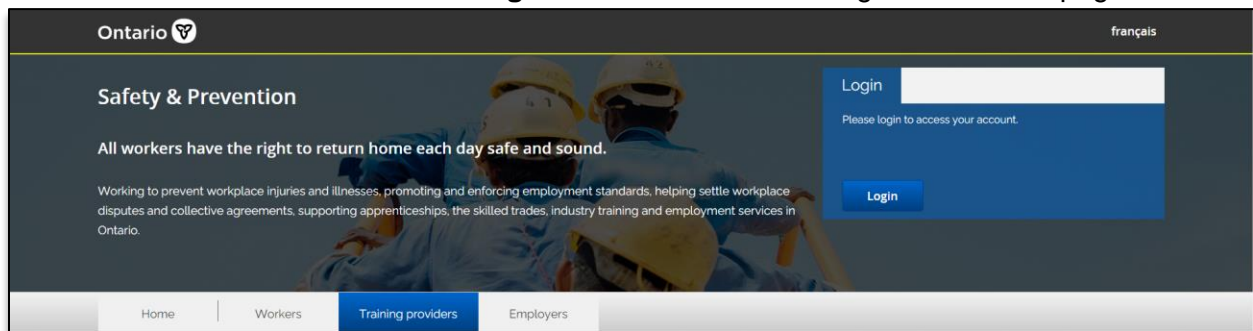 Ontario
français
Safety & Prevention
All workers have the right to return home each day safe and sound.
Working to prevent workplace injuries and illnesses, promoting and enforcing employment standards, helping settle workplace
disputes and collective agreements, supporting apprenticeships, the skilled trades, industry training and employment services in
Ontario.
Login
Please login to access your account.
Login
Home
Workers
Training providers
Employers